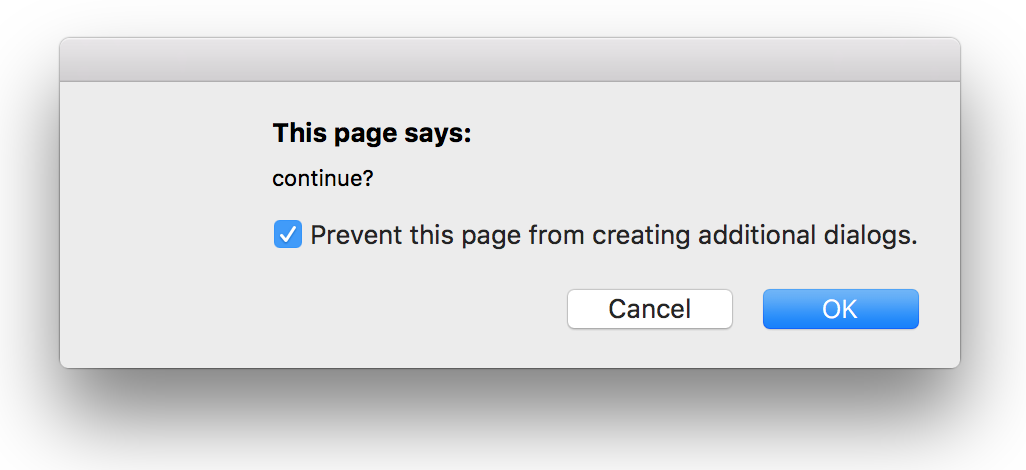 This page says:
continue?
Prevent this page from creating additional dialogs.
Cancel OK